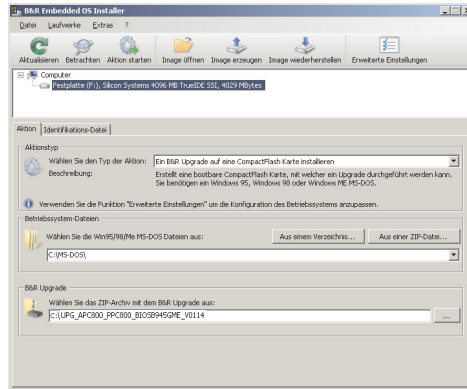 B&R Embedded OS Installer
Datei Laufwerke Extras ?
Aktualisieren Betrachten Aktion starten Image öffnen Image erzeugen Image wiederherstellen Erweiterte Einstellungen
Computer
Festplatte (F:), Silicon Systems 4096 MB TrueIDE SSI, 4029 MBytes
Aktion Identifikations-Datei
Aktionstyp
Wählen Sie den Typ der Aktion: Ein B&R Upgrade auf eine CompactFlash Karte installieren
Beschreibung: Erstellt eine bootbare CompactFlash Karte, mit welcher ein Upgrade durchgeführt werden kann.
Sie benötigen ein Windows 95, Windows 98 oder Windows ME MS-DOS.
Verwenden Sie die Funktion "Erweiterte Einstellungen" um die Konfiguration des Betriebssystem anzupassen.
Betriebssystem-Dateien
Wählen Sie die Win95/98/Me MS-DOS Dateien aus: Aus einem Verzeichnis... Aus einer ZIP-Datei...
C:\MS-DOS\
B&R Upgrade
Wählen Sie das ZIP-Archiv mit dem B&R Upgrade aus:
C:\UPG_APC800_PPC800_BIOSB945GME_V0114 ...